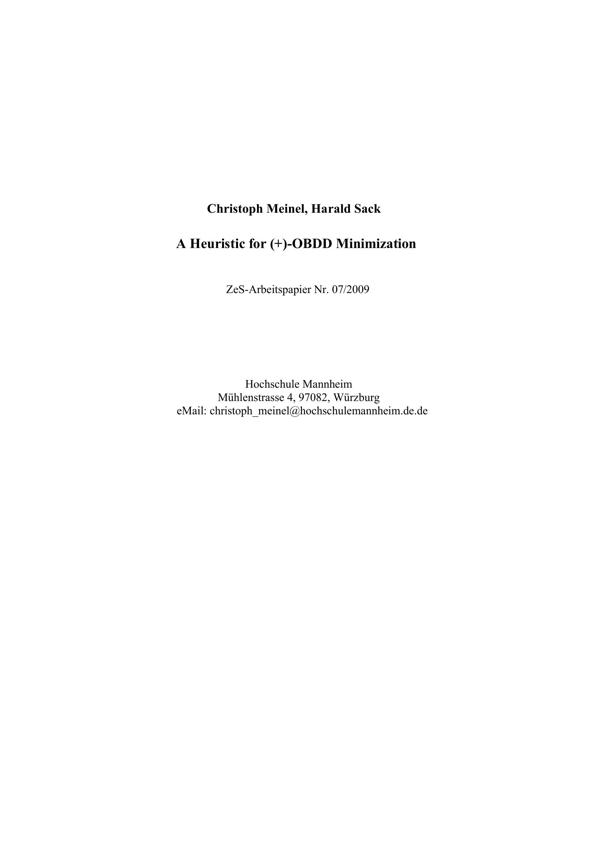 Christoph Meinel, Harald Sack
A Heuristic for (+)-OBDD Minimization
ZeS-Arbeitspapier Nr. 07/2009
Hochschule Mannheim
Mühlenstrasse 4, 97082, Würzburg
eMail: christoph_meinel@hochschulemannheim.de.de